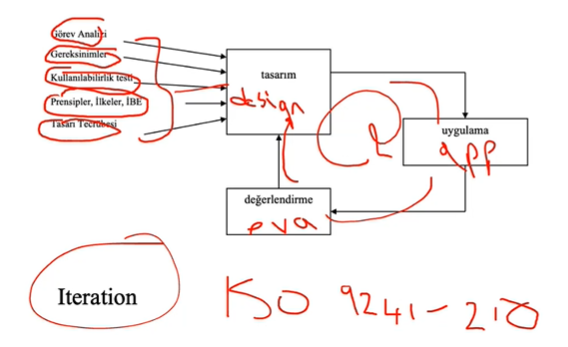 Görev Analizi
Gereksinimler
Kullanılabilirlik testi
Prensipler, İlkeler, İBE
Tasarı Tecrübesi
tasarım
design
uygulama
app
değerlendirme
eva
Iteration
ISO 9241-210